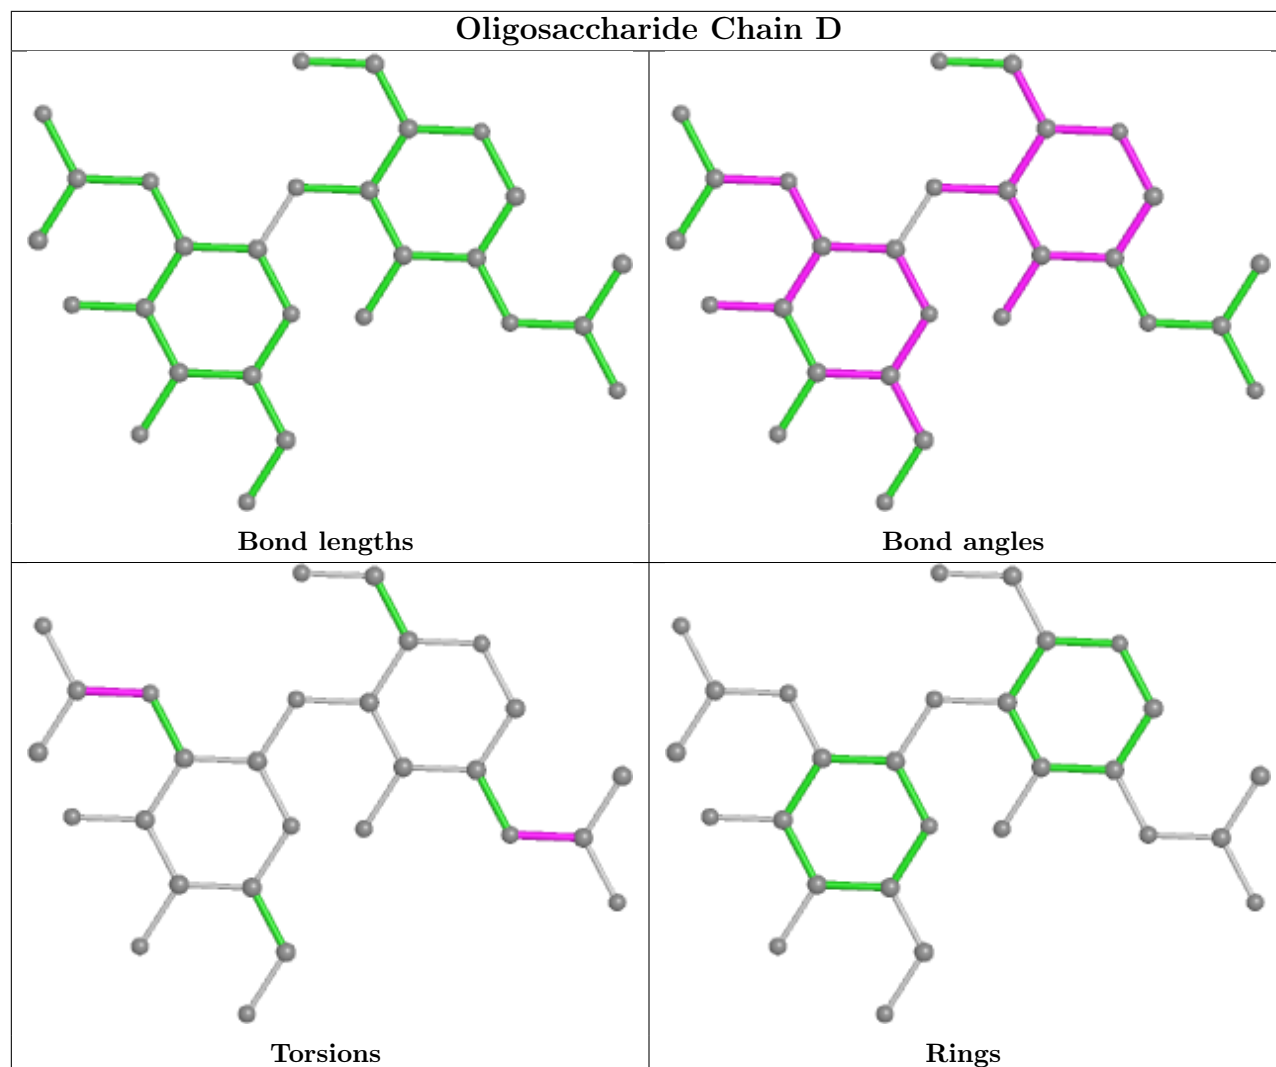 Oligosaccharide Chain D
Bond lengths
Bond angles
Torsions
Rings